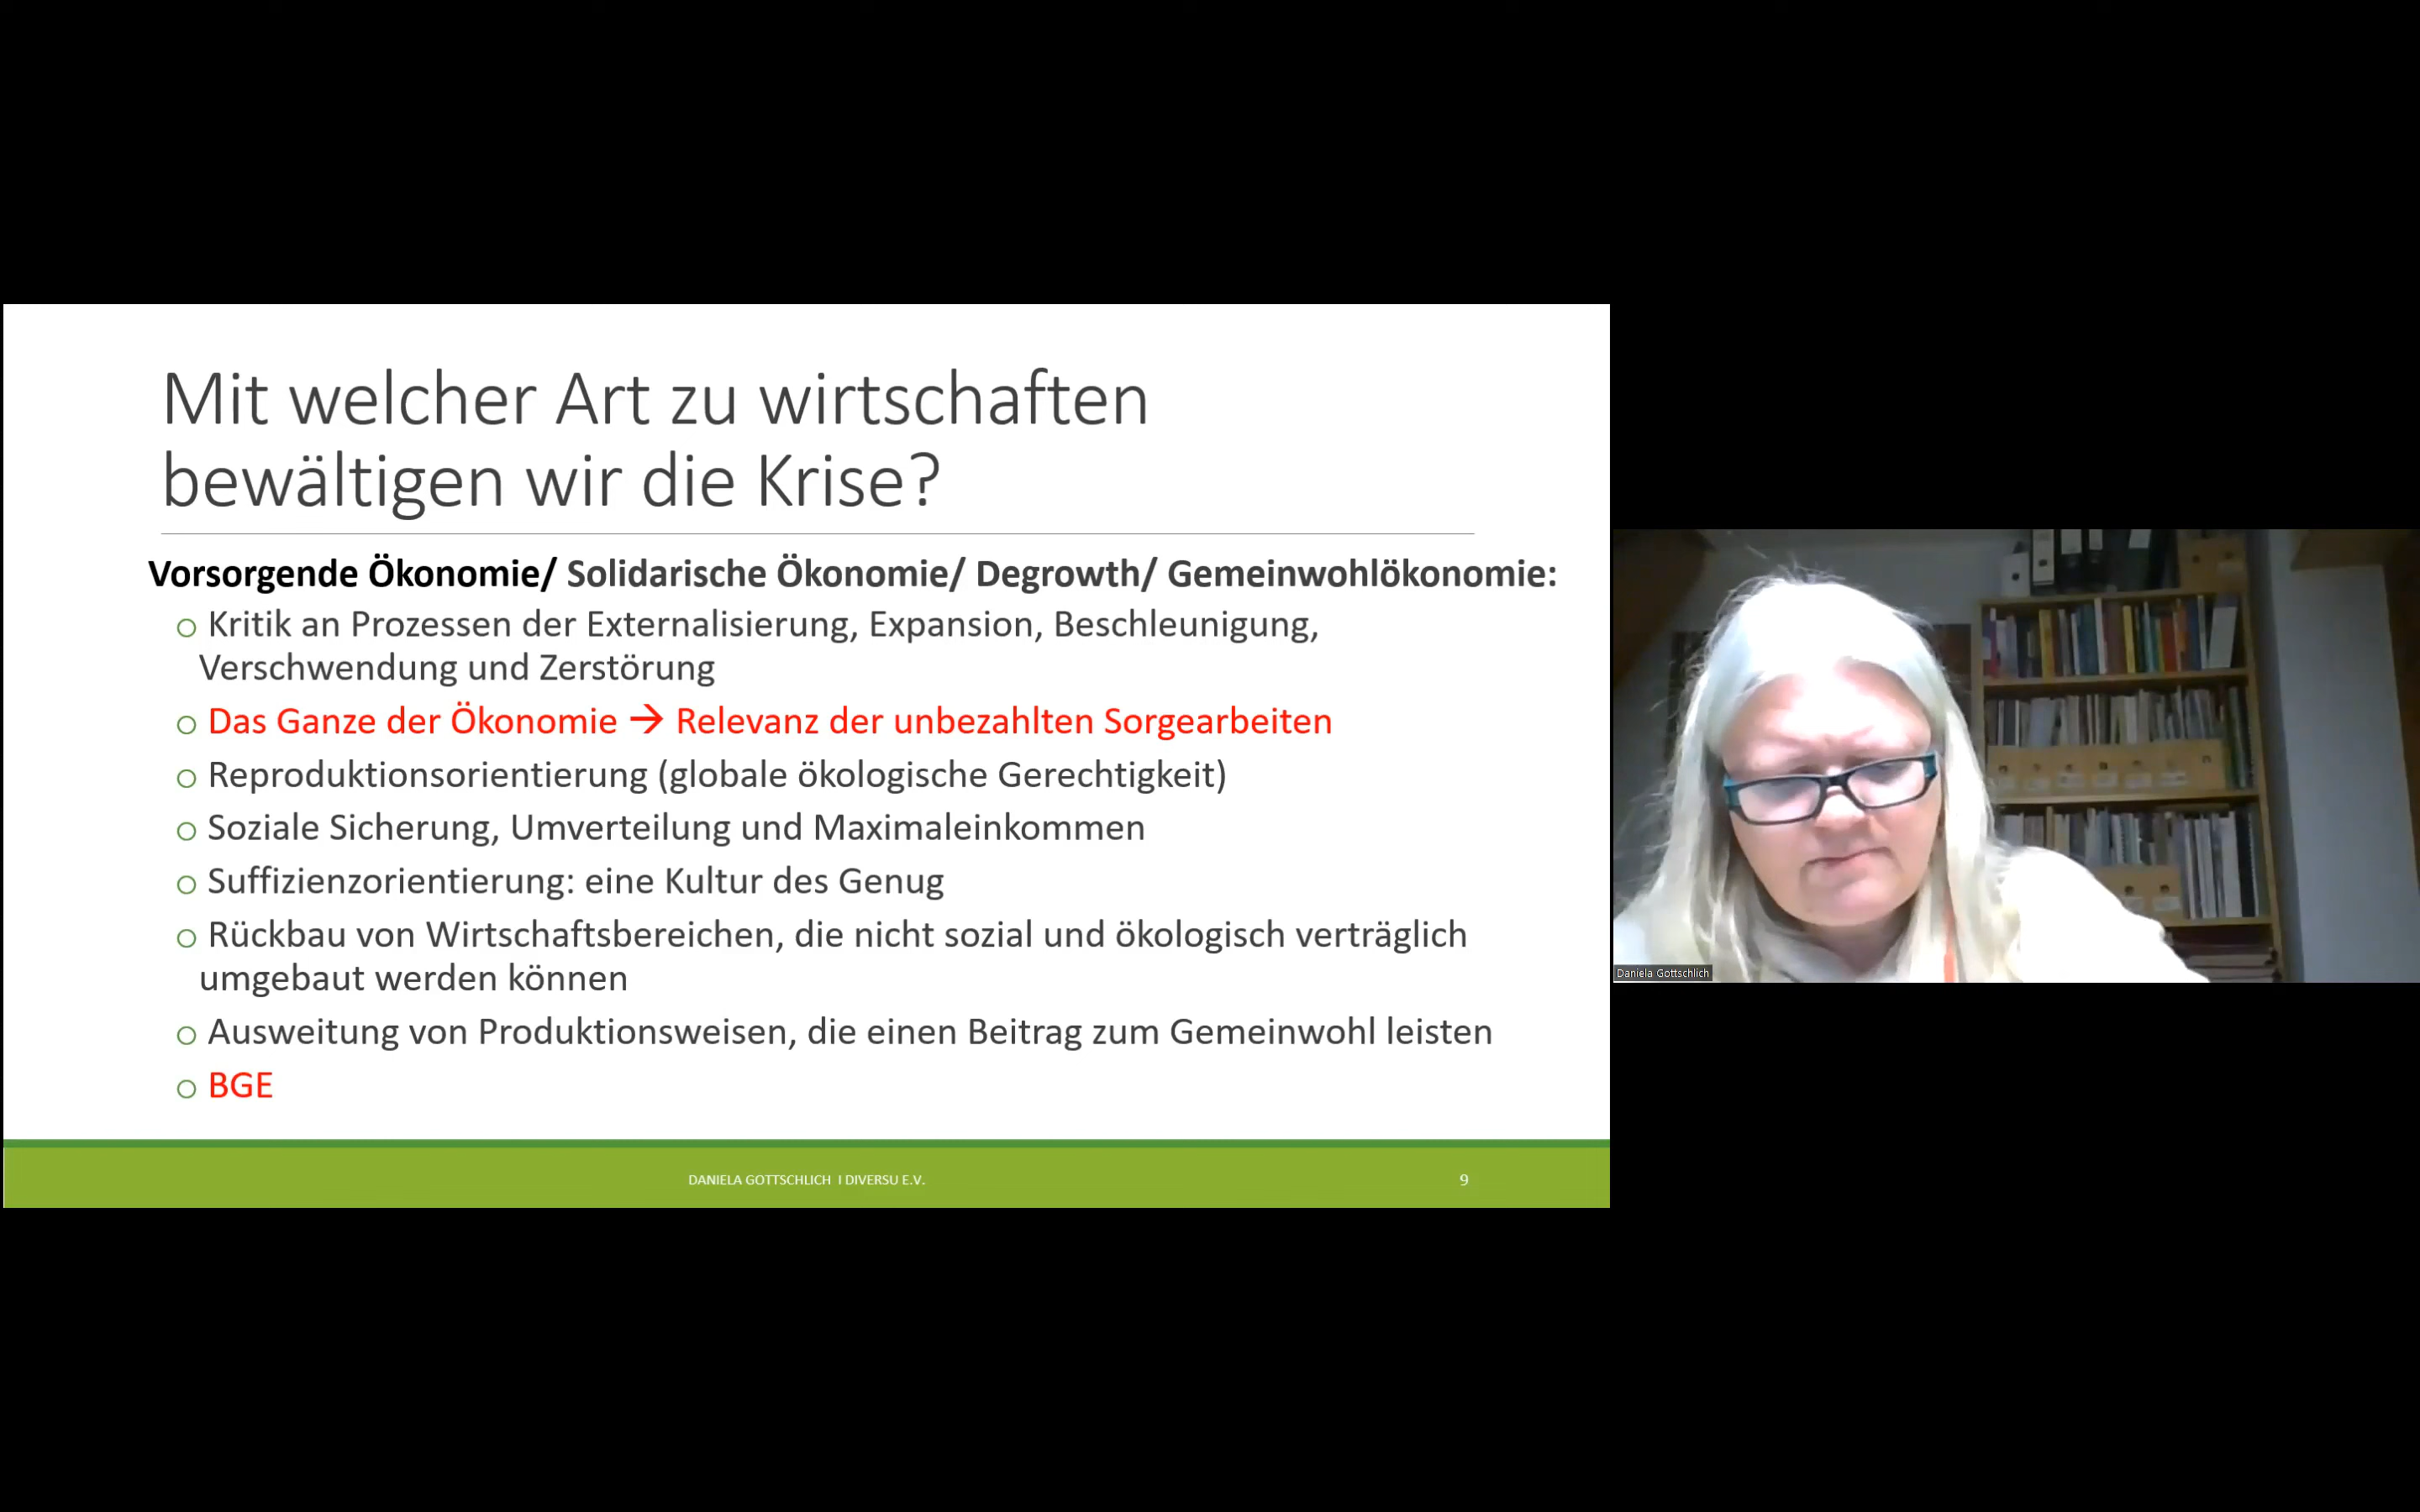 Mit welcher Art zu wirtschaften
bewältigen wir die Krise?
Vorsorgende Ökonomie/ Solidarische Ökonomie/ Degrowth/ Gemeinwohlökonomie:
o Kritik an Prozessen der Externalisierung, Expansion, Beschleunigung,
Verschwendung und Zerstörung
o Das Ganze der Ökonomie → Relevanz der unbezahlten Sorgearbeiten
o Reproduktionsorientierung (globale ökologische Gerechtigkeit)
o Soziale Sicherung, Umverteilung und Maximaleinkommen
o Suffizienzorientierung: eine Kultur des Genug
o Rückbau von Wirtschaftsbereichen, die nicht sozial und ökologisch verträglich
umgebaut werden können
o Ausweitung von Produktionsweisen, die einen Beitrag zum Gemeinwohl leisten
o BGE
DANIELA GOTTSCHLICH I DIVERSU E.V.
9
Daniela Gottschlich